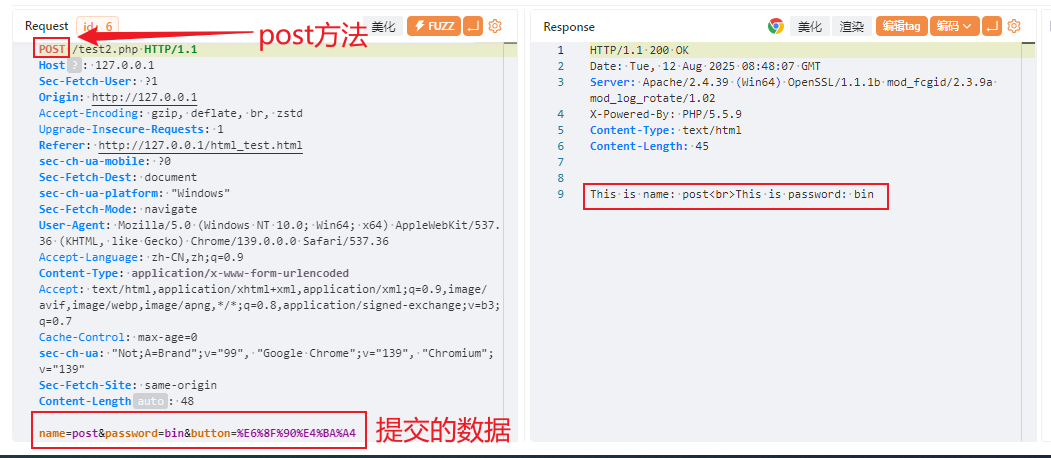 Request id: 6 美化 FUZZ
post方法
POST /test2.php HTTP/1.1
Host ? : 127.0.0.1
Sec-Fetch-User: ?1
Origin: http://127.0.0.1
Accept-Encoding: gzip, deflate, br, zstd
Upgrade-Insecure-Requests: 1
Referer: http://127.0.0.1/html_test.html
sec-ch-ua-mobile: ?0
Sec-Fetch-Dest: document
sec-ch-ua-platform: "Windows"
Sec-Fetch-Mode: navigate
User-Agent: Mozilla/5.0 (Windows NT 10.0; Win64; x64) AppleWebKit/537.
36 (KHTML, like Gecko) Chrome/139.0.0.0 Safari/537.36
Accept-Language: zh-CN,zh;q=0.9
Content-Type: application/x-www-form-urlencoded
Accept: text/html,application/xhtml+xml,application/xml;q=0.9,image/
avif,image/webp,image/apng,*/*;q=0.8,application/signed-exchange;v=b3;
q=0.7
Cache-Control: max-age=0
sec-ch-ua: "Not;A=Brand";v="99", "Google Chrome";v="139", "Chromium";
v="139"
Sec-Fetch-Site: same-origin
Content-Length auto : 48
name=post&password=bin&button=%E6%8F%90%E4%BA%A4
提交的数据
Response 美化 渲染 编辑tag 编码
1 HTTP/1.1 200 OK
2 Date: Tue, 12 Aug 2025 08:48:07 GMT
3 Server: Apache/2.4.39 (Win64) OpenSSL/1.1.1b mod_fcgid/2.3.9a
mod_log_rotate/1.02
4 X-Powered-By: PHP/5.5.9
5 Content-Type: text/html
6 Content-Length: 45
7
8
9 This is name: post<br>This is password: bin